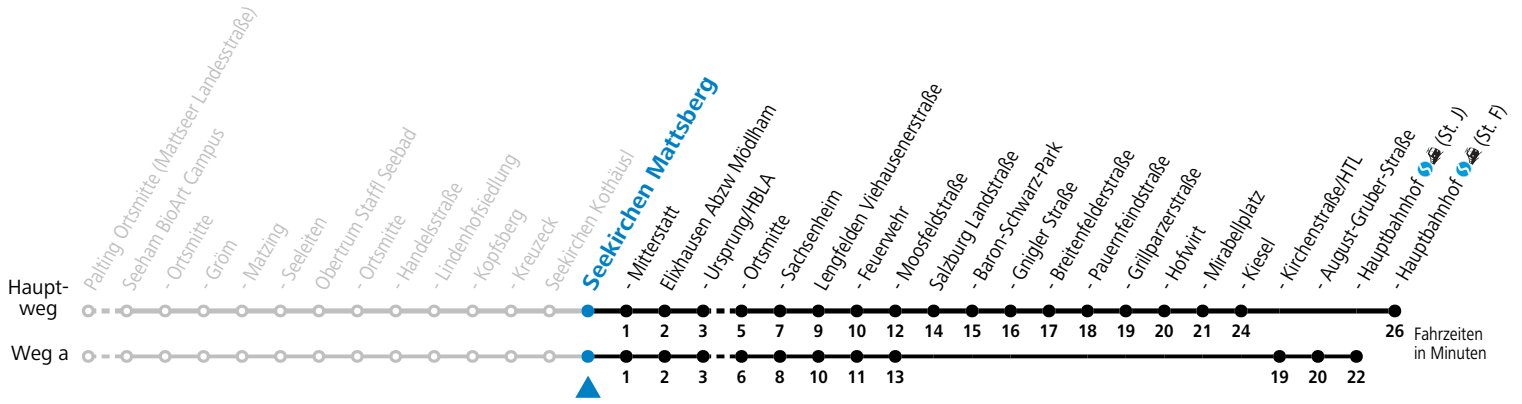 Palting Ortsmitte (Mattseer Landesstraße)
Seeham BioArt Campus
- Ortsmitte
- Gröm
- Matzing
- Seeleiten
Obertrum Staffl Seebad
- Ortsmitte
- Handelsstraße
- Lindenhofsiedlung
- Kopfsberg
- Kreuzeck
Seekirchen Kothäusl
Seekirchen Mattsberg
- Mitterstatt
Elixhausen Abzw Mödlham
- Ursprung/HBLA
- Ortsmitte
- Sachsenheim
Lengfelden Viehausenerstraße
- Feuerwehr
- Moosfeldstraße
Salzburg Landstraße
- Baron-Schwarz-Park
- Gnigler Straße
- Breitenfelderstraße
- Pauernfeindstraße
- Grillparzerstraße
- Hofwirt
- Mirabellplatz
- Kiesel
- Kirchenstraße/HTL
- August-Gruber-Straße
- Hauptbahnhof (St. J)
- Hauptbahnhof (St. F)
Haupt-
weg
1 2 3 5 7 9 10 12 14 15 16 17 18 19 20 21 24 26
Fahrzeiten
in Minuten
Weg a
1 2 3 6 8 10 11 13 19 20 22